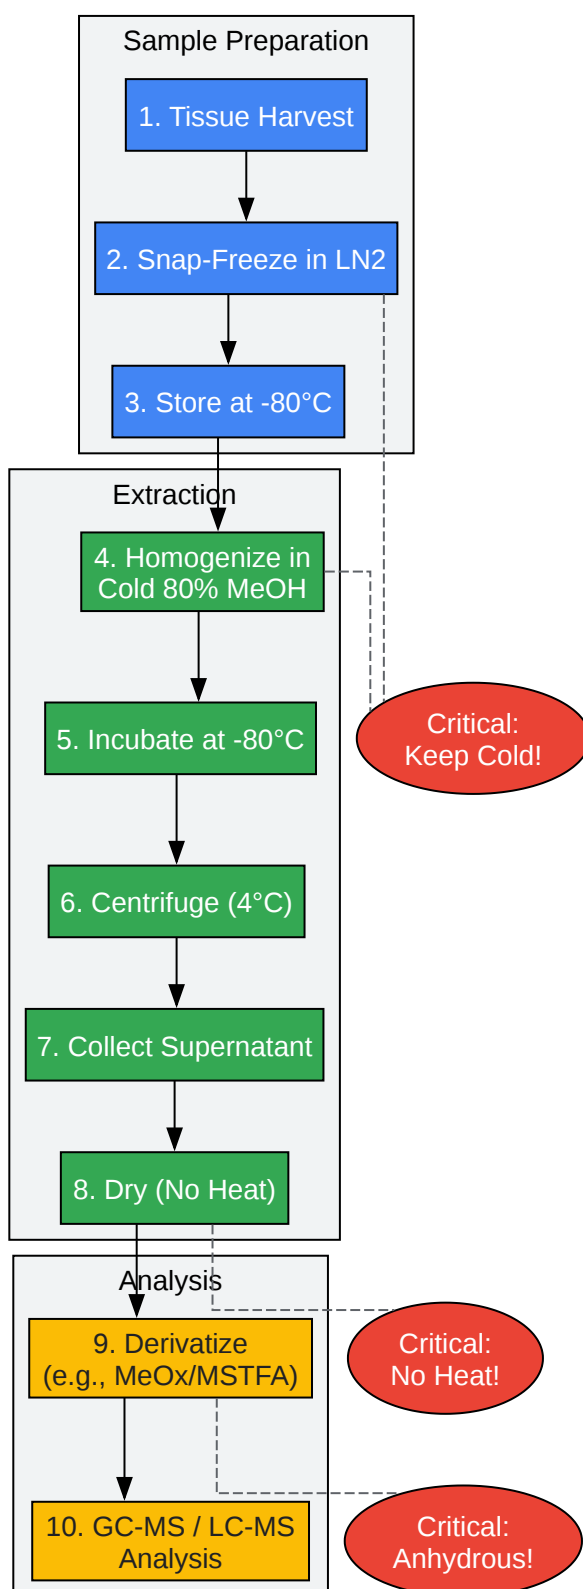 Sample Preparation
1. Tissue Harvest
2. Snap-Freeze in LN2
3. Store at -80°C
Extraction
4. Homogenize in
Cold 80% MeOH
5. Incubate at -80°C
Critical:
Keep Cold!
6. Centrifuge (4°C)
7. Collect Supernatant
8. Dry (No Heat)
Analysis
9. Derivatize
(e.g., MeOx/MSTFA)
Critical:
No Heat!
10. GC-MS / LC-MS
Analysis
Critical:
Anhydrous!